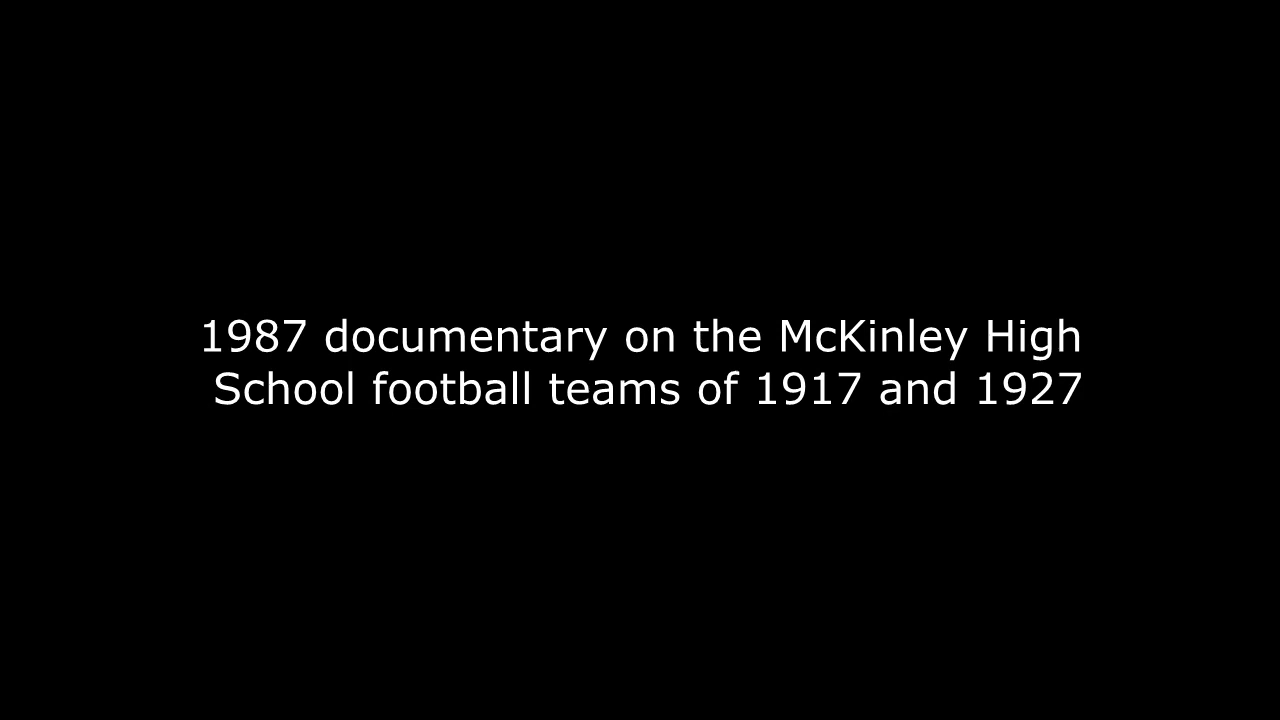 1987 documentary on the McKinley High
School football teams of 1917 and 1927